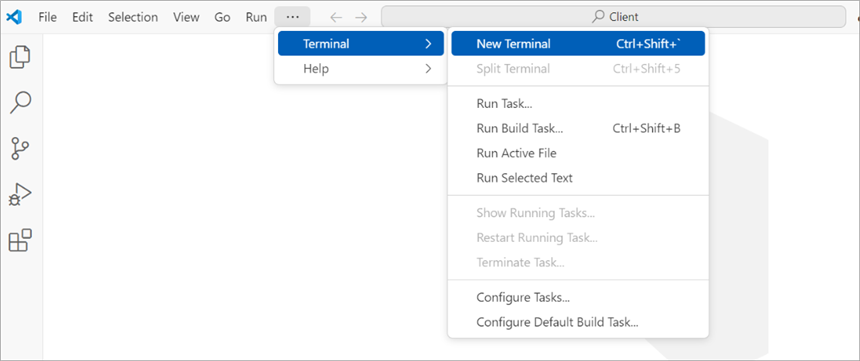 File Edit Selection View Go Run ··· Client
Terminal
Help
New Terminal Ctrl+Shift+`
Split Terminal Ctrl+Shift+5
Run Task...
Run Build Task... Ctrl+Shift+B
Run Active File
Run Selected Text
Show Running Tasks...
Restart Running Task...
Terminate Task...
Configure Tasks...
Configure Default Build Task...